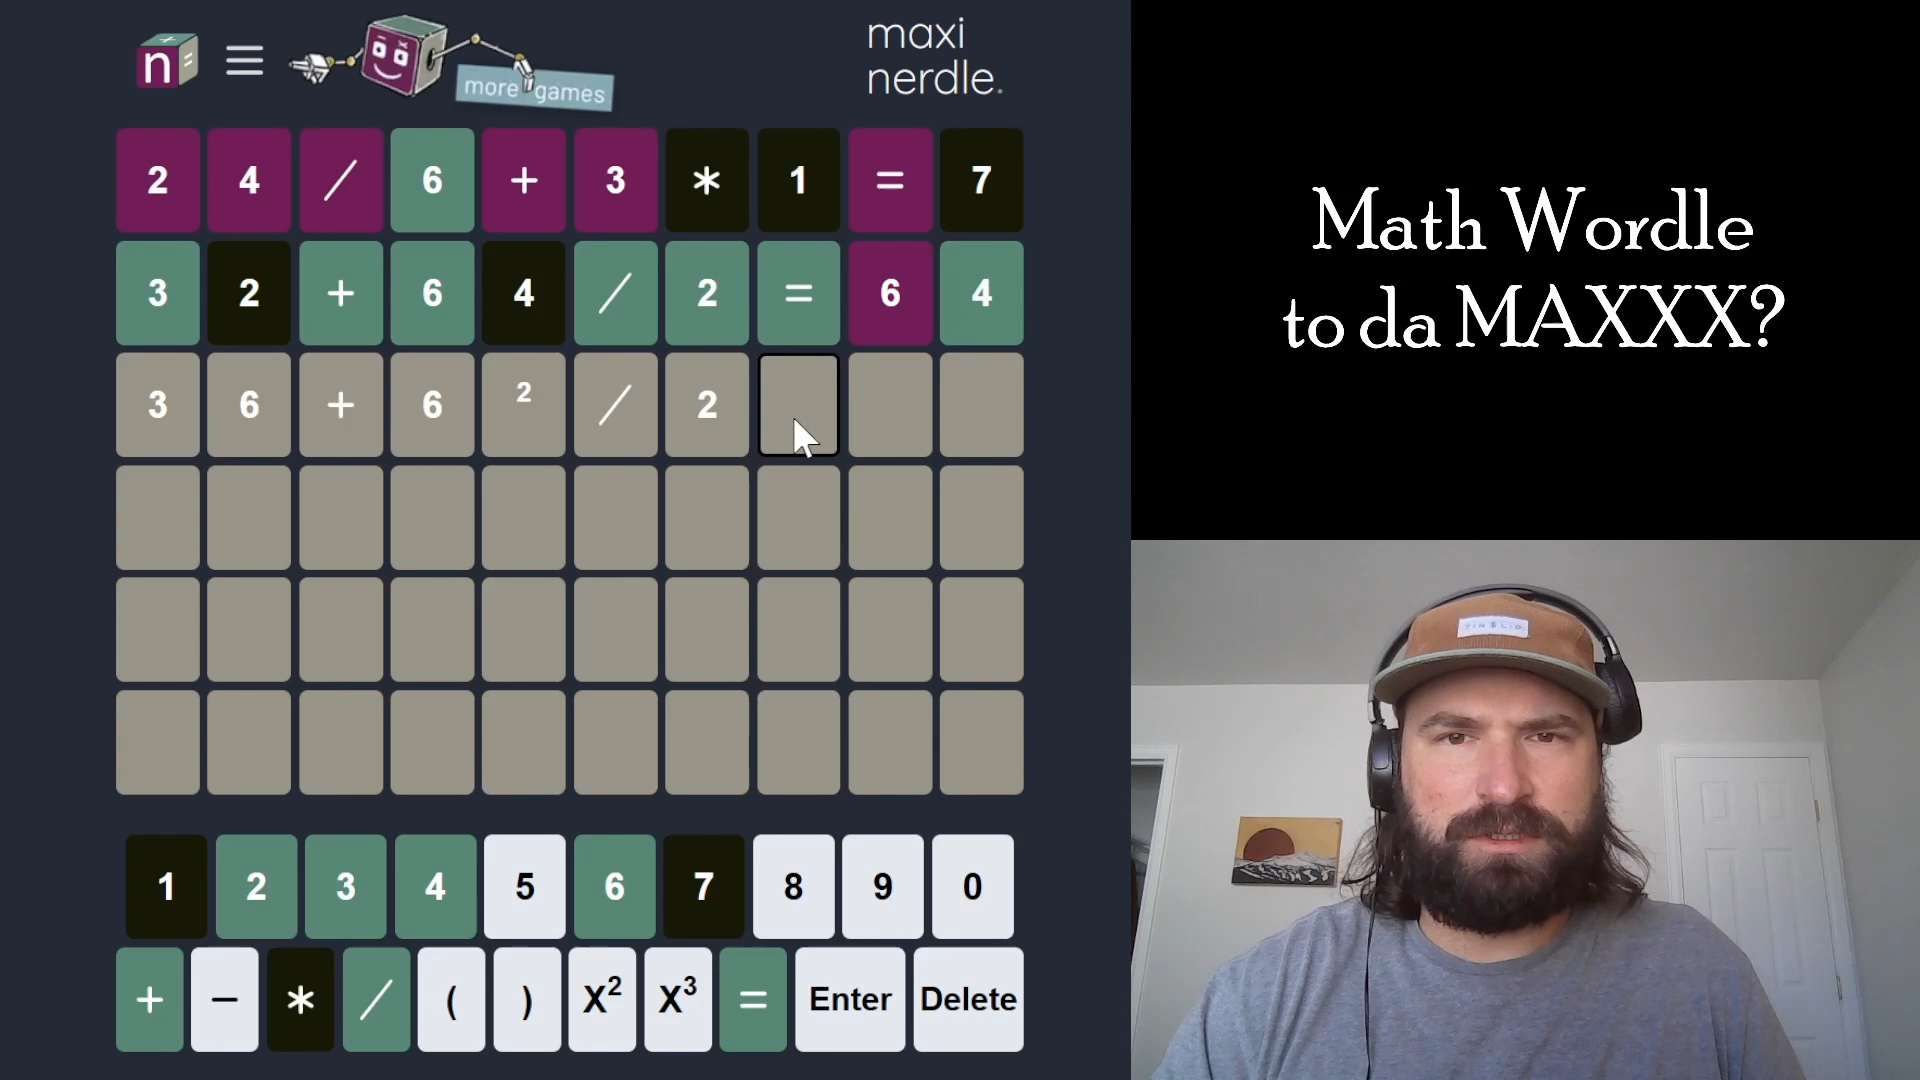 n
more games
maxi
nerdle.
2 4 / 6 + 3 * 1 = 7
3 2 + 6 4 / 2 = 6 4
3 6 + 6 ² / 2
1 2 3 4 5 6 7 8 9 0
+ − * / ( ) X² X³ = Enter Delete
Math Wordle
to da MAXXX?